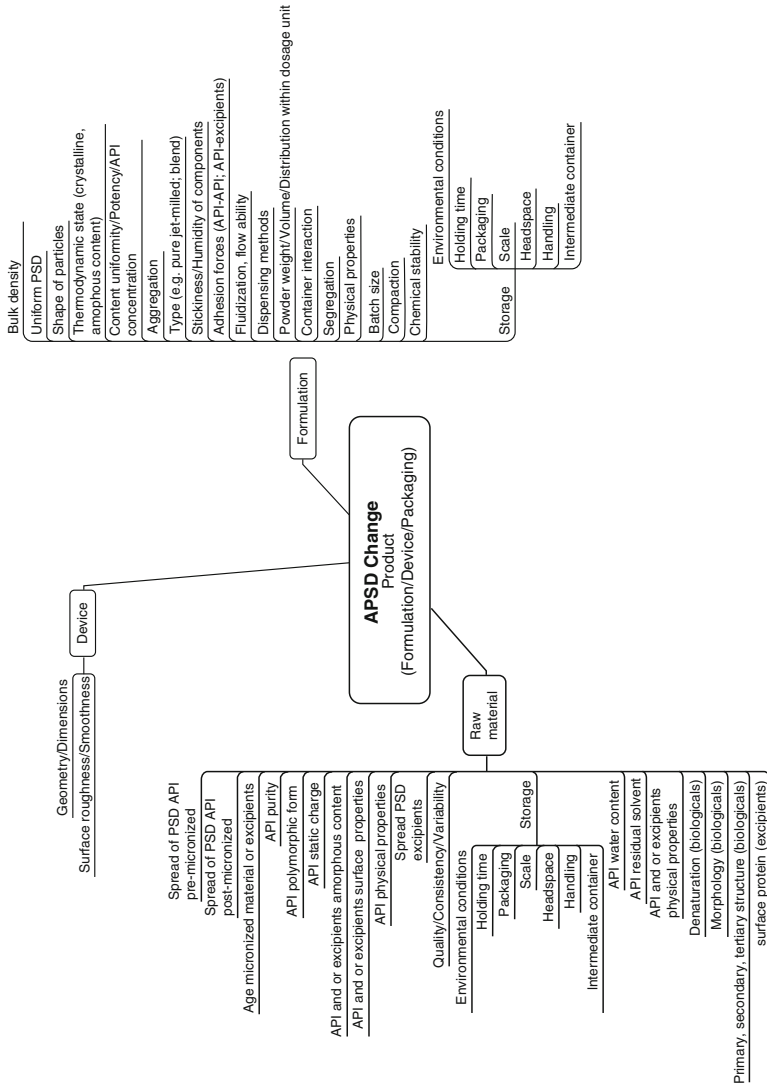 APSD Change
Product
(Formulation/Device/Packaging)
Device
Geometry/Dimensions
Surface roughness/Smoothness
Formulation
Bulk density
Uniform PSD
Shape of particles
Thermodynamic state (crystalline,
amophous content)
Content uniformity/Potency/API
concentration
Aggregation
Type (e.g. pure jet-milled; blend)
Stickiness/Humidity of components
Adhesion forces (API-API; API-excipients)
Fluidization, flow ability
Dispensing methods
Powder weight/Volume/Distribution within dosage unit
Container interaction
Segregation
Physical properties
Batch size
Compaction
Chemical stability
Storage
Environmental conditions
Holding time
Packaging
Scale
Headspace
Handling
Intermediate container
Raw
material
Spread of PSD API
pre-micronized
Spread of PSD API
post-micronized
Age micronized material or excipients
API purity
API polymorphic form
API static charge
API and or excipients amorphous content
API and or excipients surface properties
API physical properties
Spread PSD
excipients
Quality/Consistency/Variability
Storage
Environmental conditions
Holding time
Packaging
Scale
Headspace
Handling
Intermediate container
API water content
API residual solvent
API and or excipients
physical properties
Denaturation (biologicals)
Morphology (biologicals)
Primary, secondary, tertiary structure (biologicals)
surface protein (excipients)